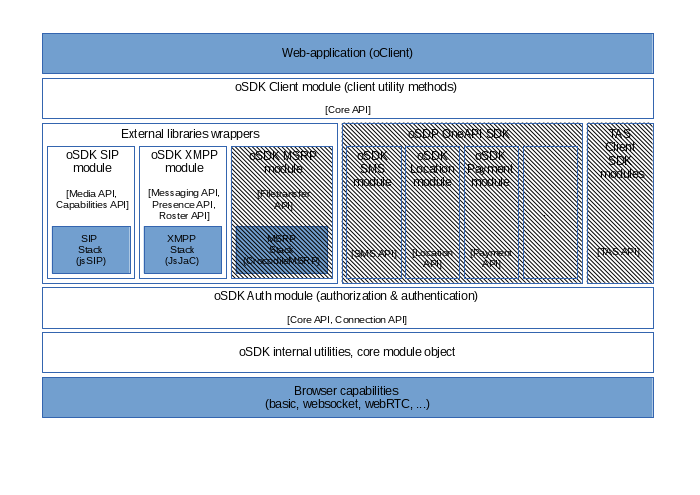 Web-application (oClient)
oSDK Client module (client utility methods)
[Core API]
External libraries wrappers
oSDK SIP
module
[Media API,
Capabilities API]
SIP
Stack
(jsSIP)
oSDK XMPP
module
[Messaging API,
Presence API,
Roster API]
XMPP
Stack
(JsJaC)
oSDK MSRP
module
[Filetransfer
API]
MSRP
Stack
(CrocodileMSRP)
oSDP OneAPI SDK
oSDK
SMS
module
[SMS API]
oSDK
Location
module
[Location
API]
oSDK
Payment
module
[Payment
API]
TAS
Client
SDK
modules
[TAS API]
oSDK Auth module (authorization & authentication)
[Core API, Connection API]
oSDK internal utilities, core module object
Browser capabilities
(basic, websocket, webRTC, ...)